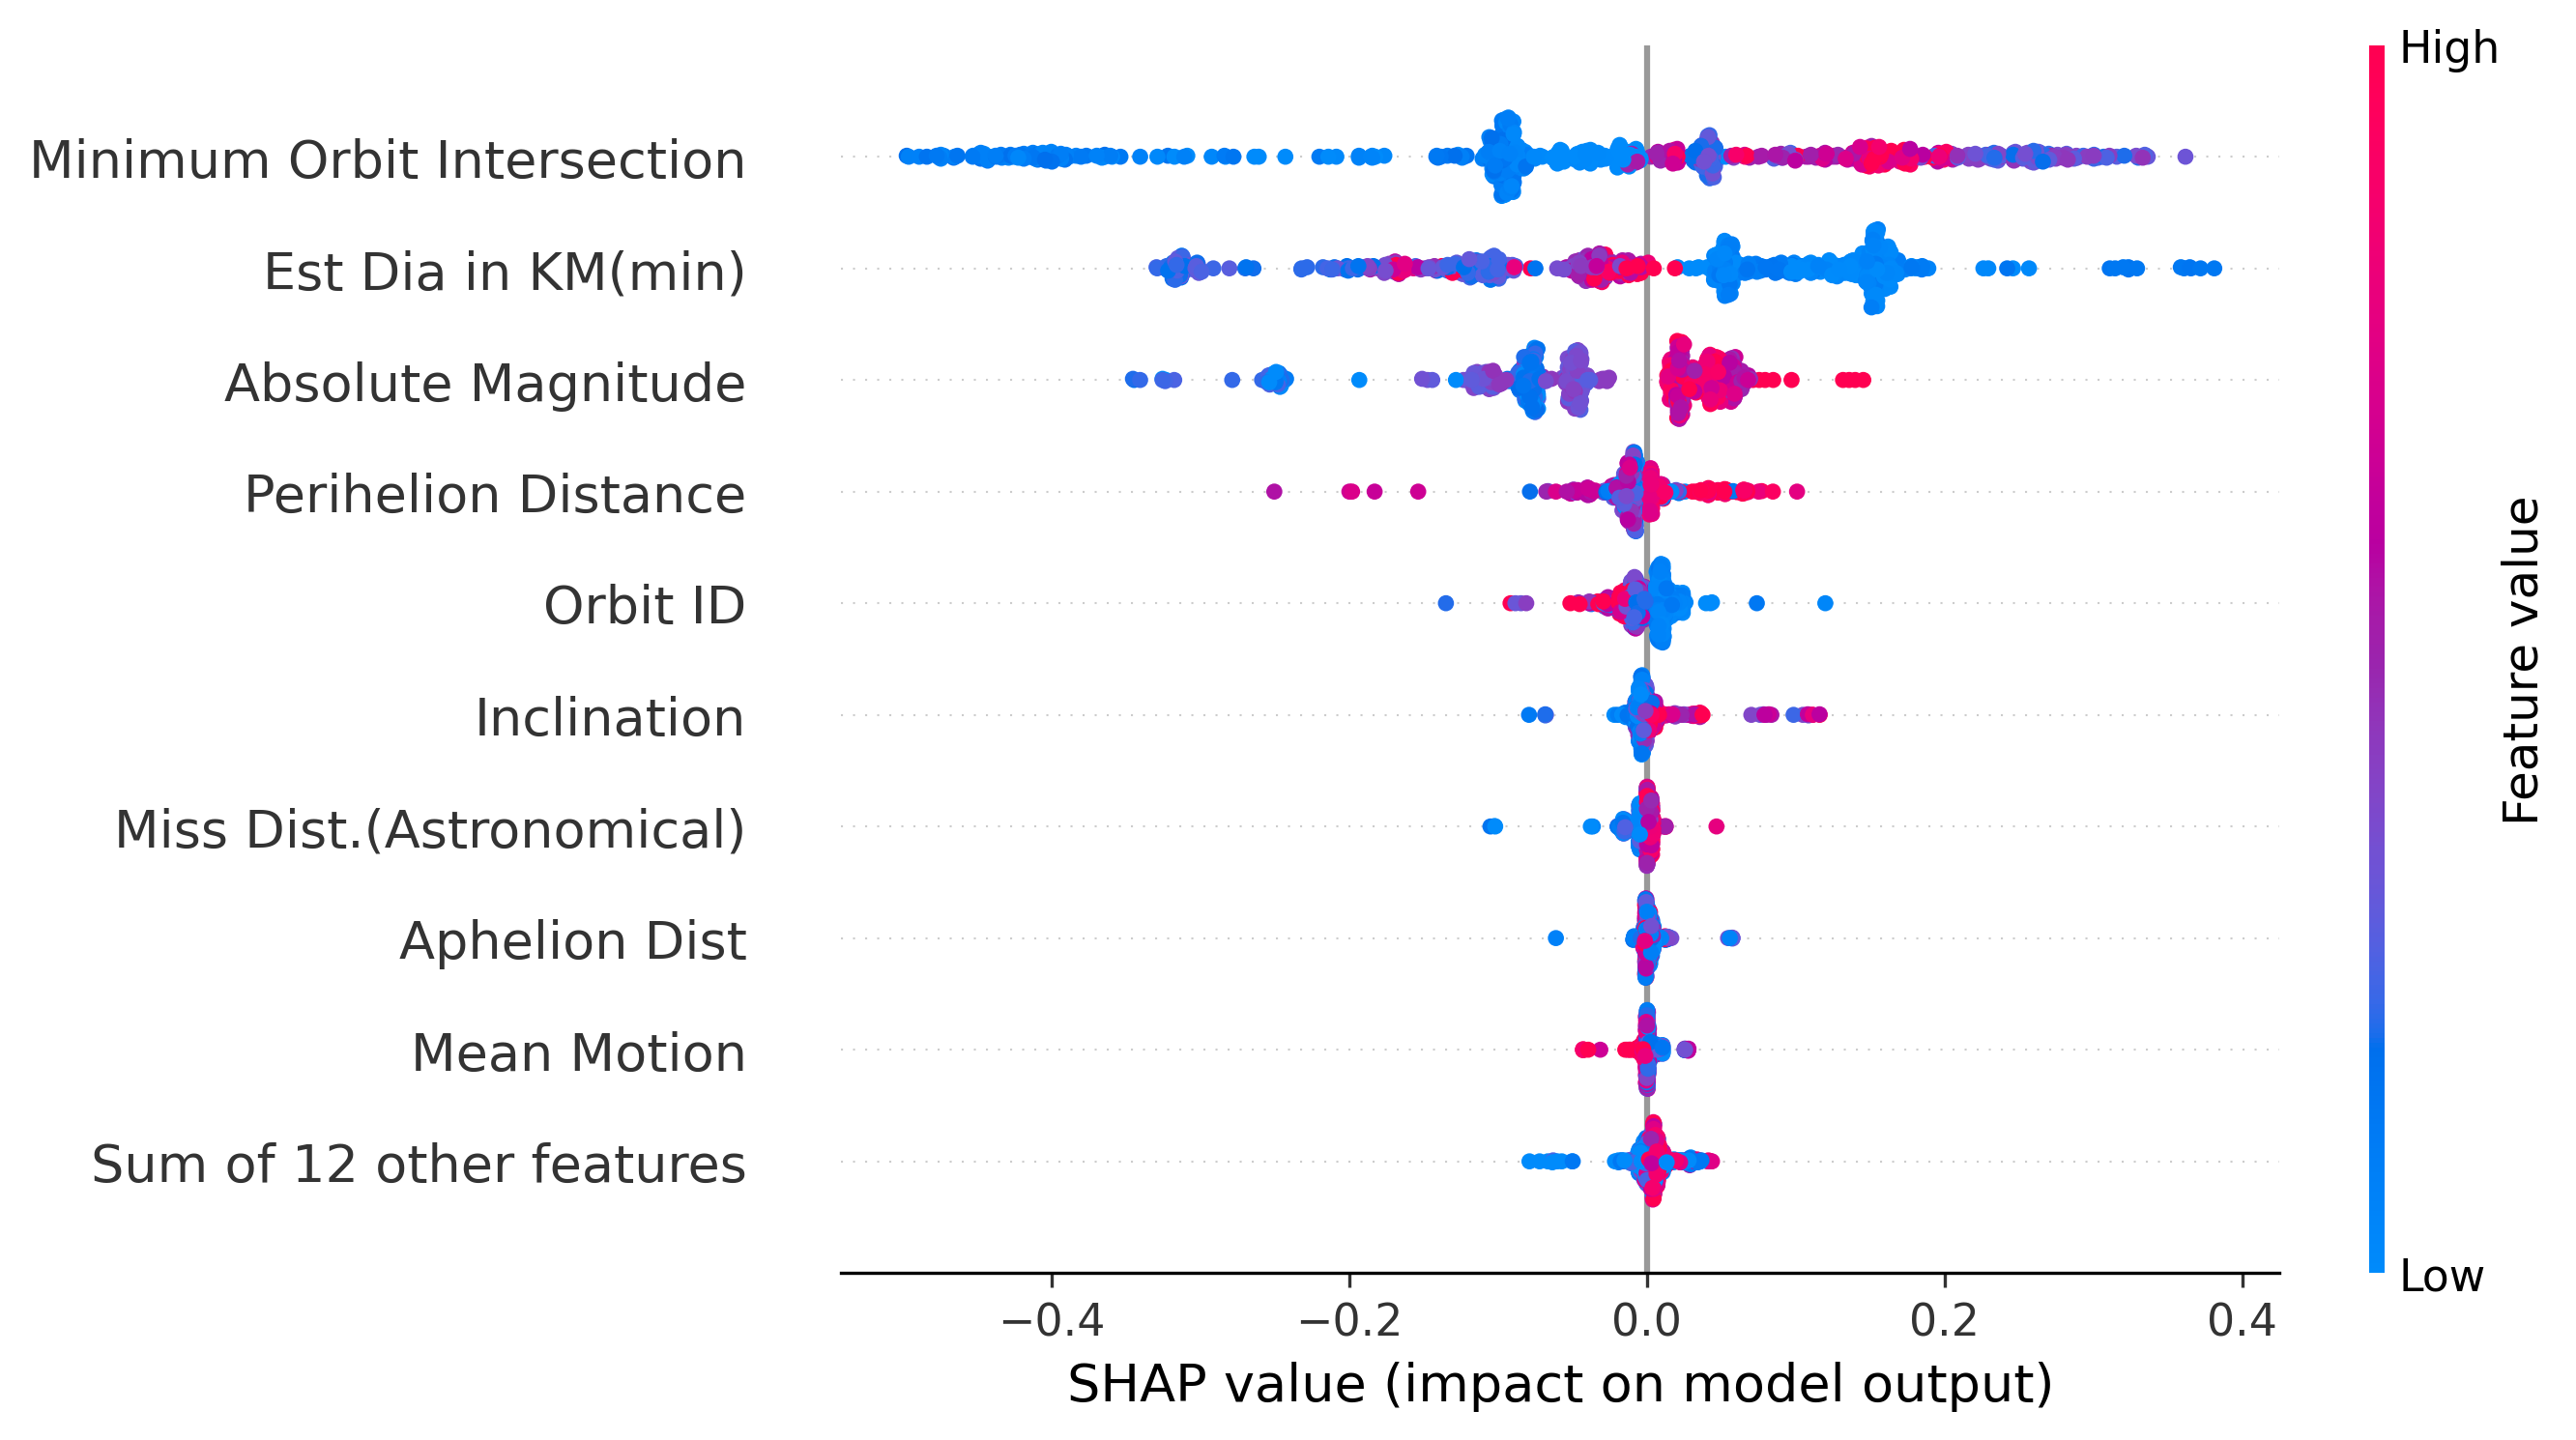 High
Minimum Orbit Intersection
Est Dia in KM(min)
Absolute Magnitude
Perihelion Distance
Orbit ID
Inclination
Miss Dist.(Astronomical)
Aphelion Dist
Mean Motion
Sum of 12 other features
Feature value
Low
−0.4 −0.2 0.0 0.2 0.4
SHAP value (impact on model output)